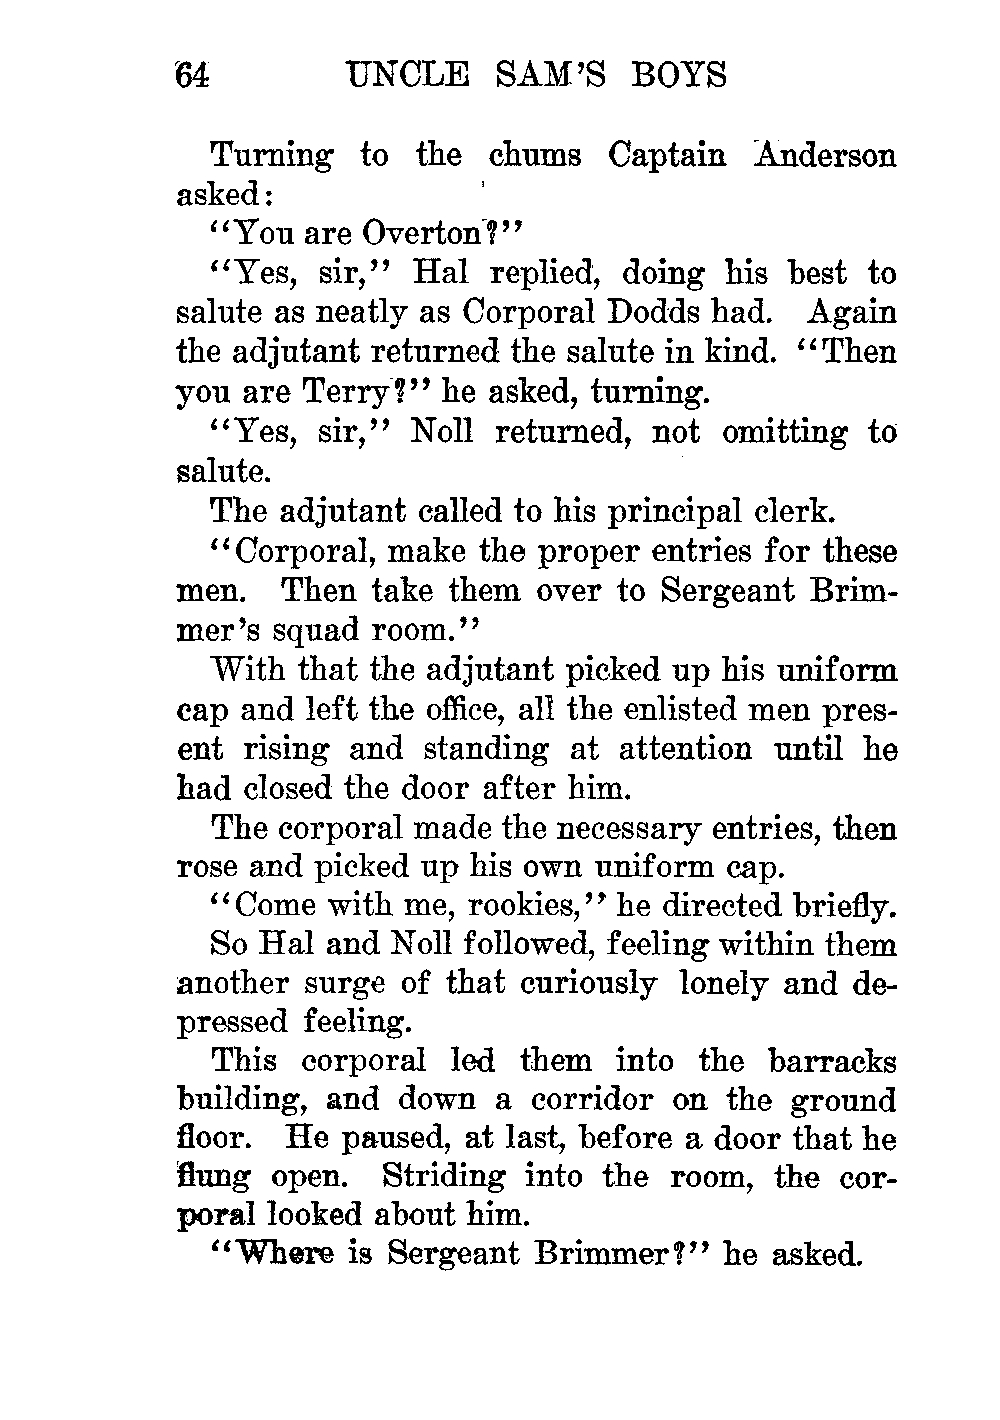 64 UNCLE SAM'S BOYS
Turning to the chums Captain Anderson
asked:
"You are Overton?"
"Yes, sir," Hal replied, doing his best to
salute as neatly as Corporal Dodds had. Again
the adjutant returned the salute in kind. "Then
you are Terry?" he asked, turning.
"Yes, sir," Noll returned, not omitting to
salute.
The adjutant called to his principal clerk.
"Corporal, make the proper entries for these
men. Then take them over to Sergeant Brim-
mer's squad room."
With that the adjutant picked up his uniform
cap and left the office, all the enlisted men pres-
ent rising and standing at attention until he
had closed the door after him.
The corporal made the necessary entries, then
rose and picked up his own uniform cap.
"Come with me, rookies," he directed briefly.
So Hal and Noll followed, feeling within them
another surge of that curiously lonely and de-
pressed feeling.
This corporal led them into the barracks
building, and down a corridor on the ground
floor. He paused, at last, before a door that he
flung open. Striding into the room, the cor-
poral looked about him.
"Where is Sergeant Brimmer?" he asked.